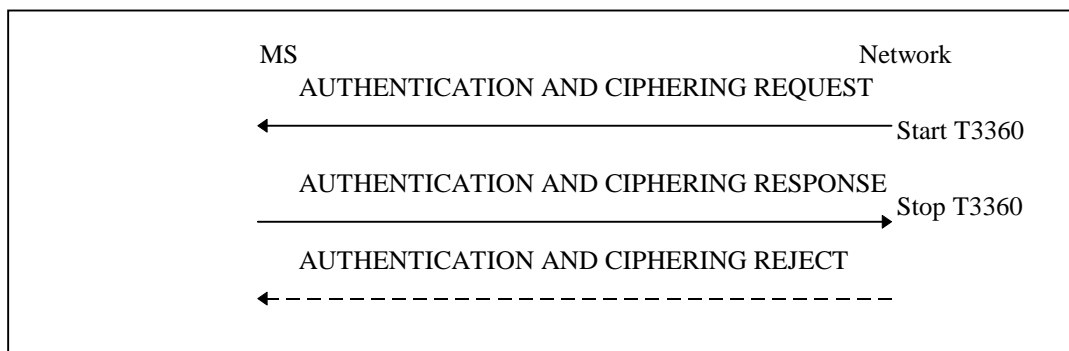 MS Network
AUTHENTICATION AND CIPHERING REQUEST
Start T3360
AUTHENTICATION AND CIPHERING RESPONSE
Stop T3360
AUTHENTICATION AND CIPHERING REJECT